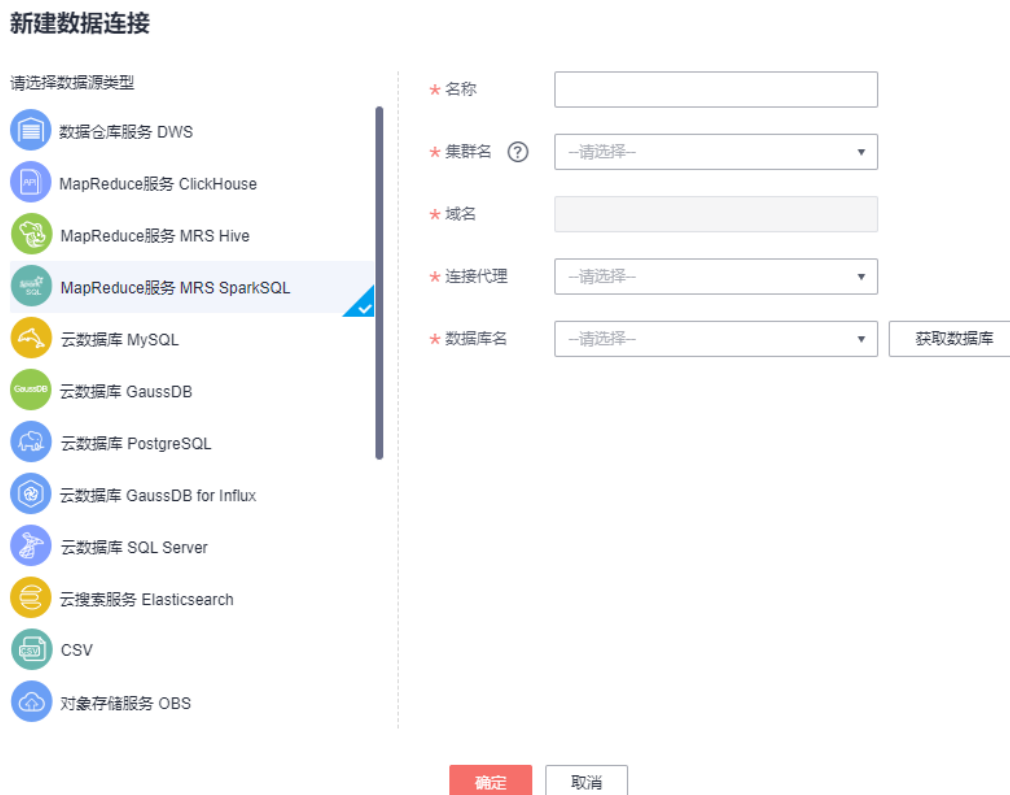 新建数据连接
请选择数据源类型
数据仓库服务 DWS
API
MapReduce服务 ClickHouse
MapReduce服务 MRS Hive
SQL
MapReduce服务 MRS SparkSQL
云数据库 MySQL
GaussDB
云数据库 GaussDB
云数据库 PostgreSQL
云数据库 GaussDB for Influx
云数据库 SQL Server
云搜索服务 Elasticsearch
CSV
CSV
对象存储服务 OBS
* 名称
* 集群名 ? --请选择--
* 域名
* 连接代理 --请选择--
* 数据库名 --请选择-- 获取数据库
确定 取消